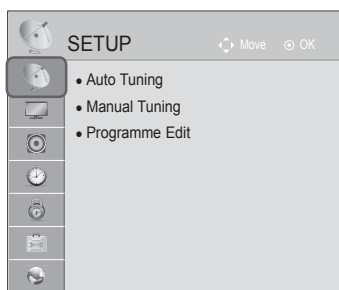 SETUP
Move OK
• Auto Tuning
• Manual Tuning
• Programme Edit